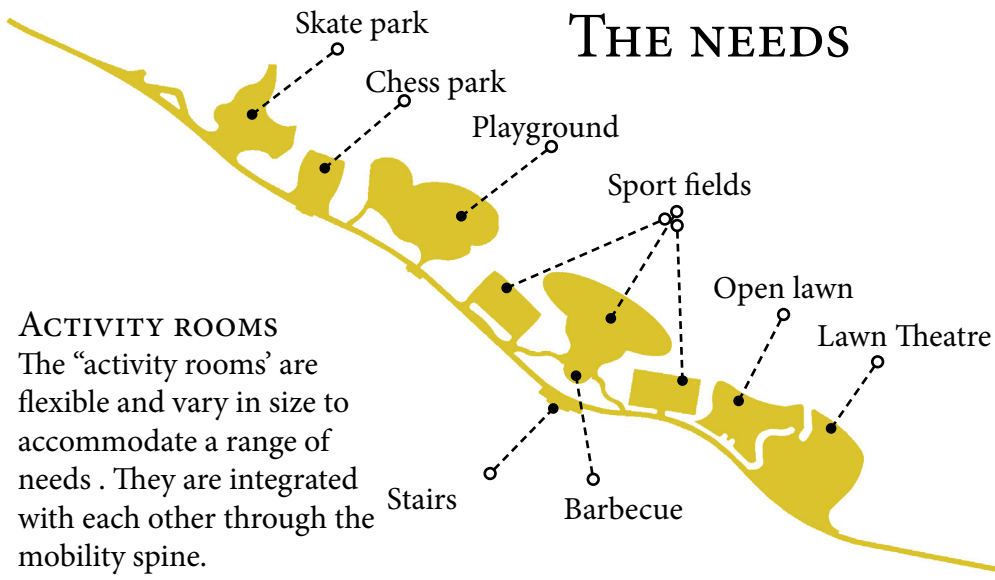 THE NEEDS
Skate park
Chess park
Playground
Sport fields
Open lawn
Lawn Theatre
ACTIVITY ROOMS
The “activity rooms’ are
flexible and vary in size to
accommodate a range of
needs . They are integrated
with each other through the
mobility spine.
Stairs
Barbecue